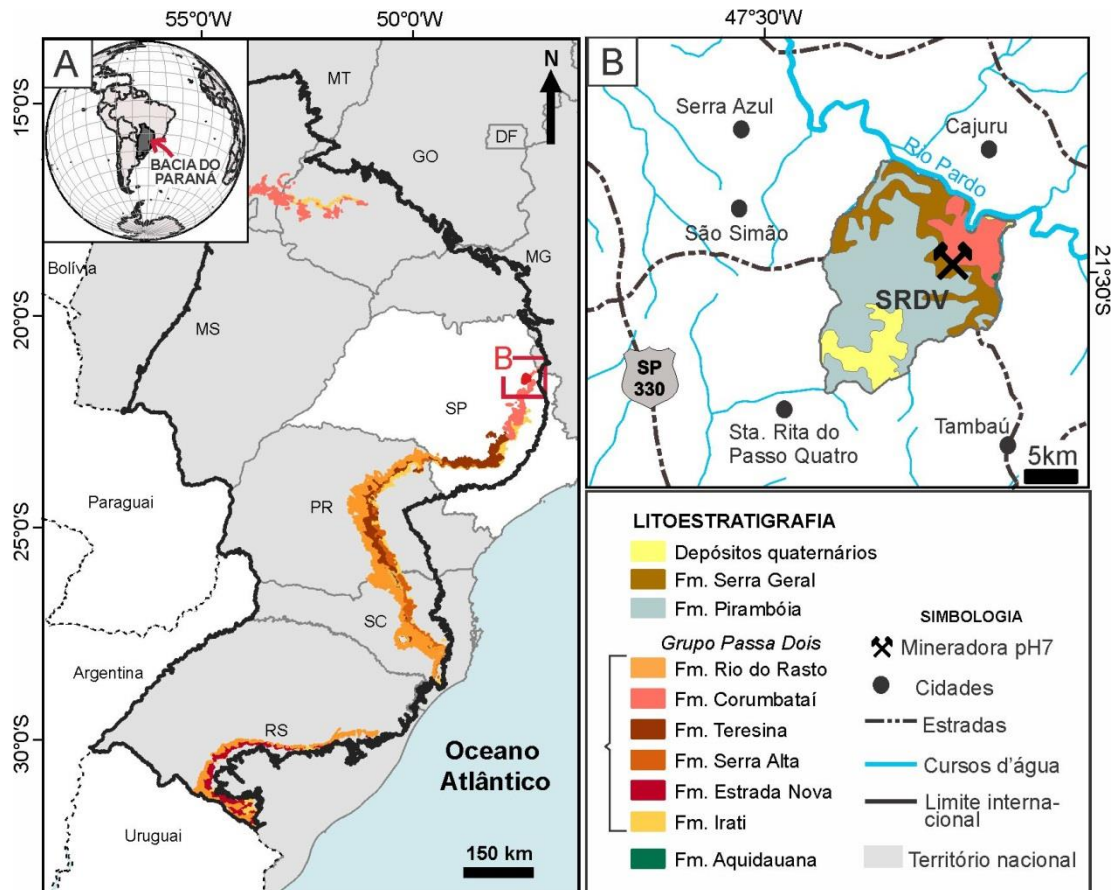 55°0'W
50°0'W
47°30'W
A
BACIA DO
PARANÁ
N
15°0'S
20°0'S
25°0'S
30°0'S
MT
DF
GO
MG
Bolívia
MS
B
SP
Paraguai
PR
SC
Argentina
RS
Oceano
Atlântico
Uruguai
150 km
B
Serra Azul
Cajuru
Rio Pardo
São Simão
21°30'S
SRDV
SP
330
Sta. Rita do
Passo Quatro
Tambaú
5km
LITOESTRATIGRAFIA
Depósitos quaternários
Fm. Serra Geral
Fm. Pirambóia
Grupo Passa Dois
Fm. Rio do Rasto
Fm. Corumbataí
Fm. Teresina
Fm. Serra Alta
Fm. Estrada Nova
Fm. Irati
Fm. Aquidauana
SIMBOLOGIA
Mineradora pH7
Cidades
Estradas
Cursos d'água
Limite interna-
cional
Território nacional